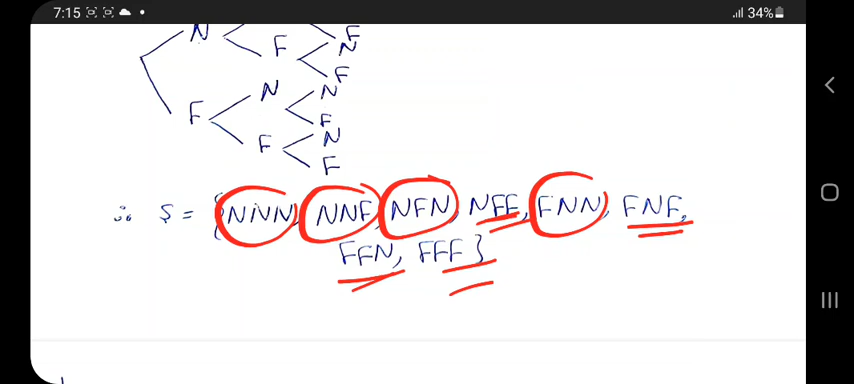 7:15 34%
N F
F N
F
N N
F F
F N
F
∴ S = {NNN, NNF, NFN, NFF, FNN, FNF,
FFN, FFF}